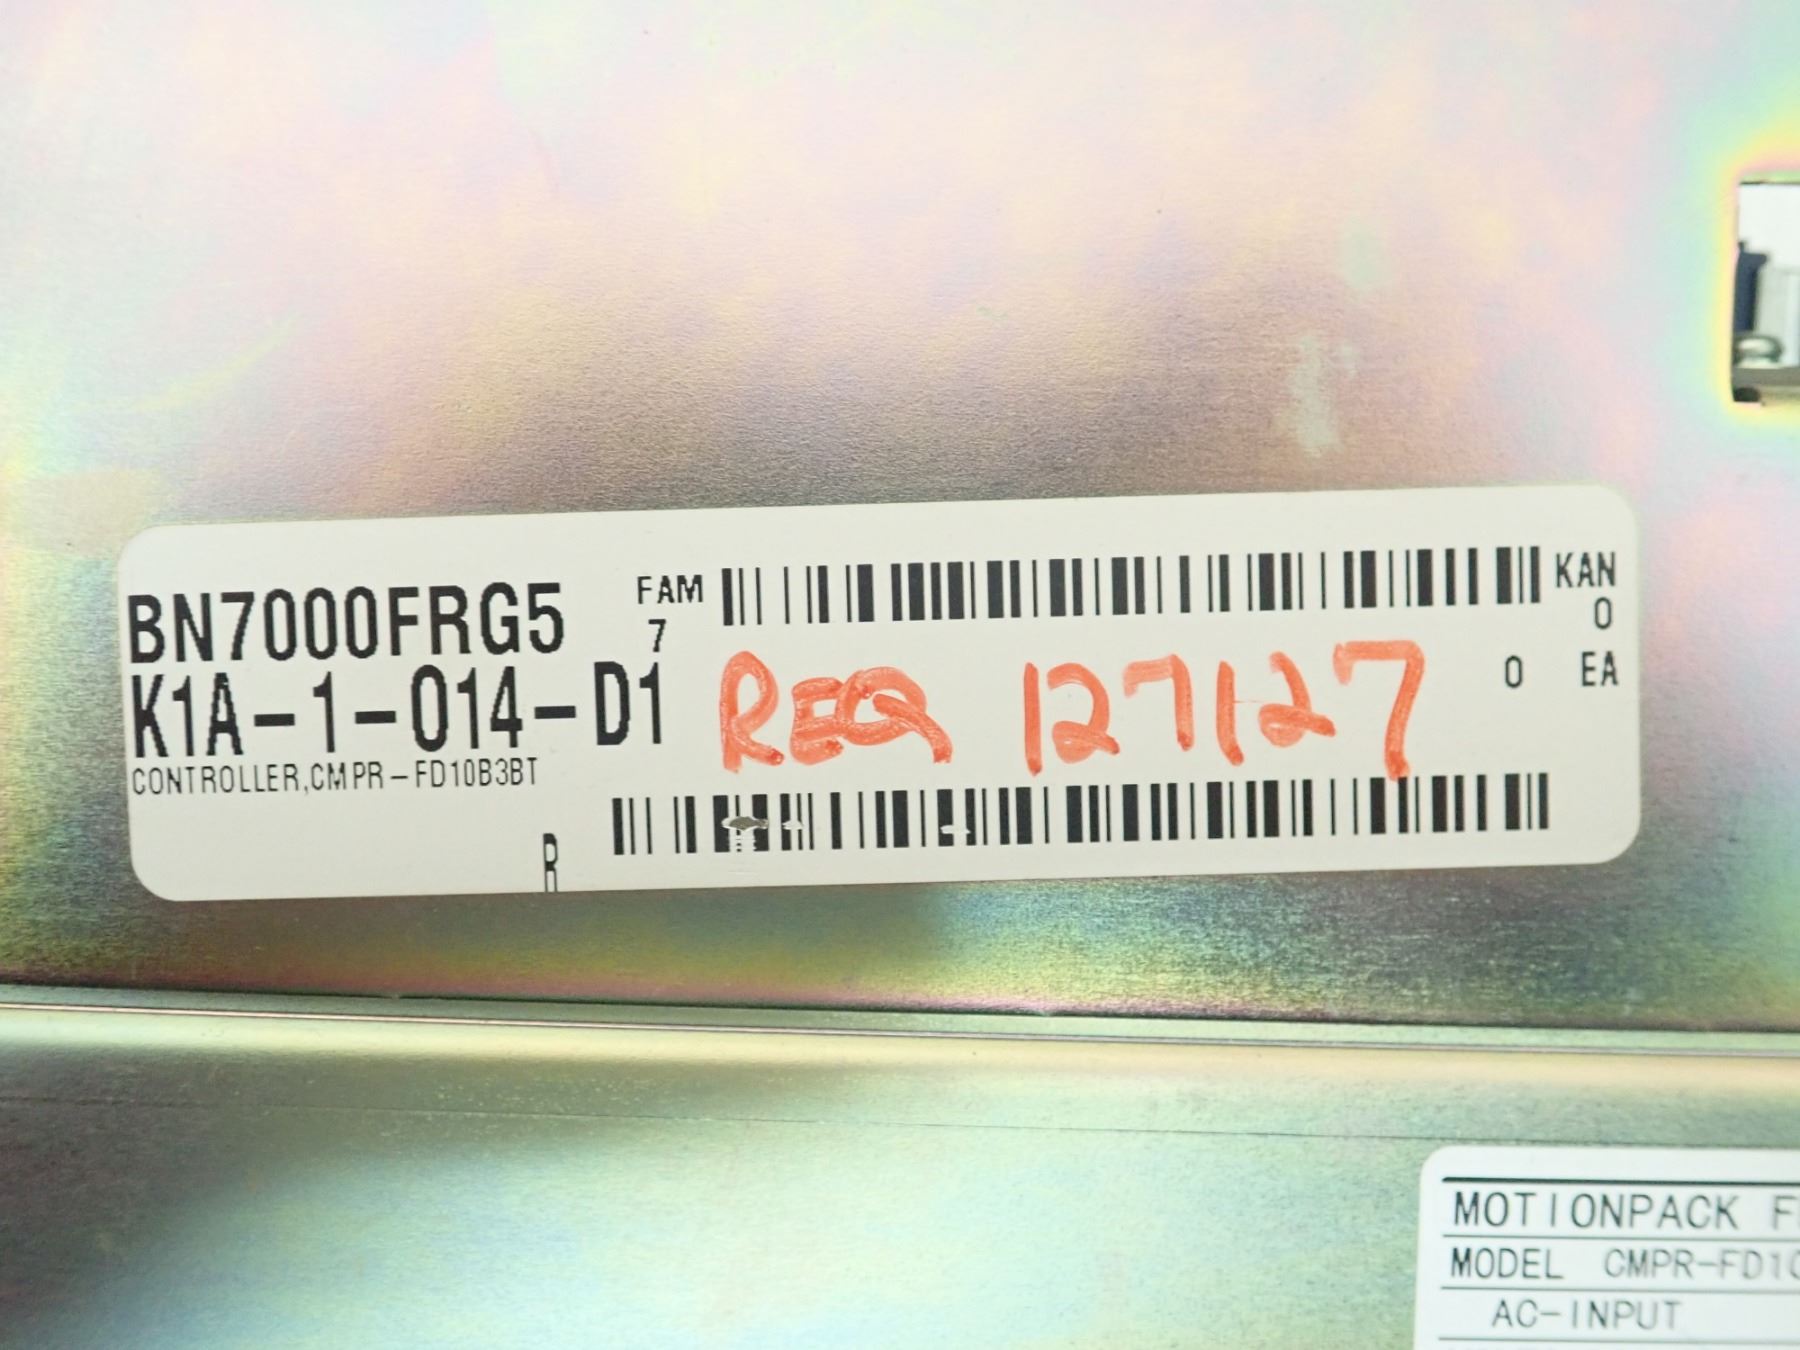 BN7000FRG5 FAM KAN
7 0
K1A-1-014-D1 REQ 127127 0 EA
CONTROLLER,CMPR-FD10B3BT
R
MOTIONPACK
MODEL CMPR-FD10
AC-INPUT